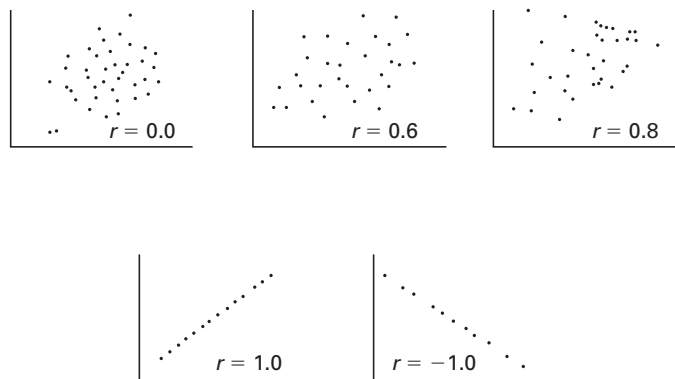 r = 0.0
r = 0.6
r = 0.8
r = 1.0
r = −1.0